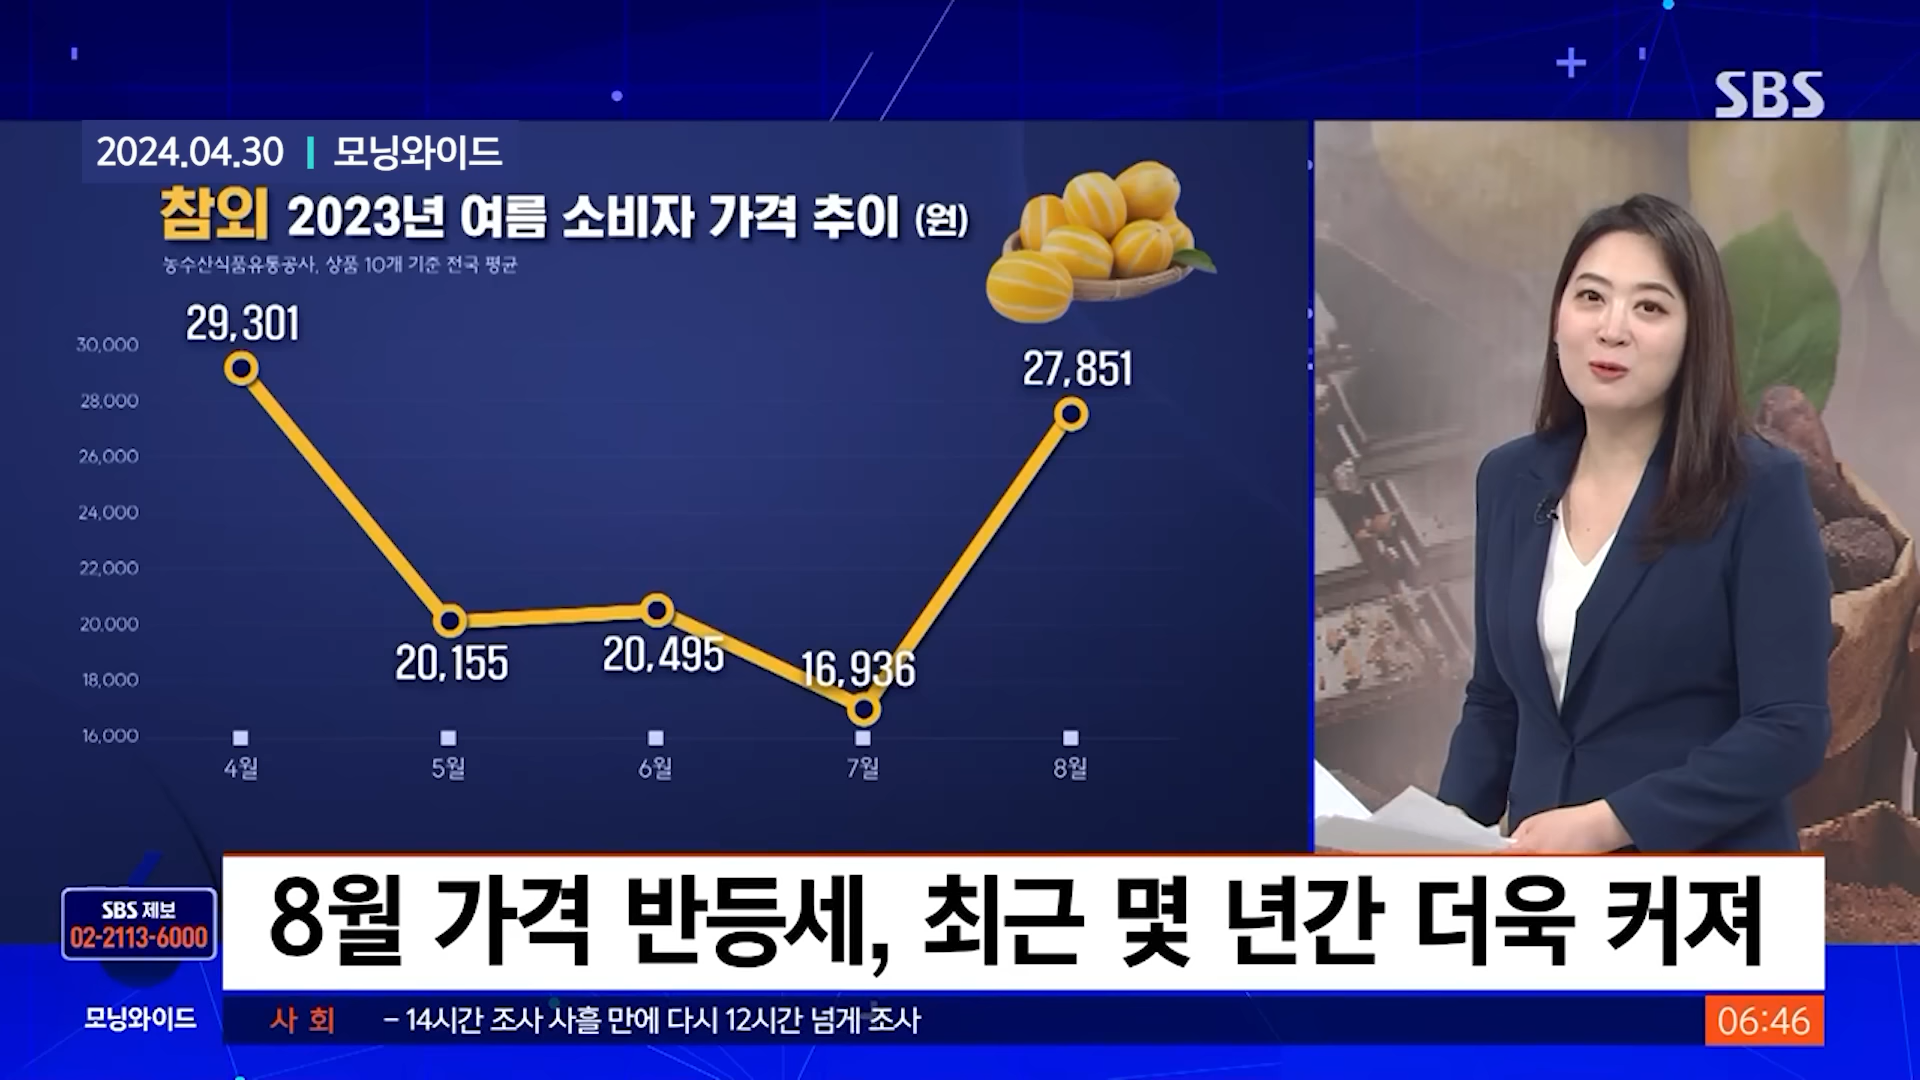 SBS
2024.04.30 | 모닝와이드
참외 2023년 여름 소비자 가격 추이 (원)
농수산식품유통공사, 상품 10개 기준 전국 평균
29,301
30,000
27,851
28,000
26,000
24,000
22,000
20,000
20,155
20,495
16,936
18,000
16,000
4월
5월
6월
7월
8월
8월 가격 반등세, 최근 몇 년간 더욱 커져
SBS 제보
02-2113-6000
모닝와이드
사 회
- 14시간 조사 사흘 만에 다시 12시간 넘게 조사
06:46